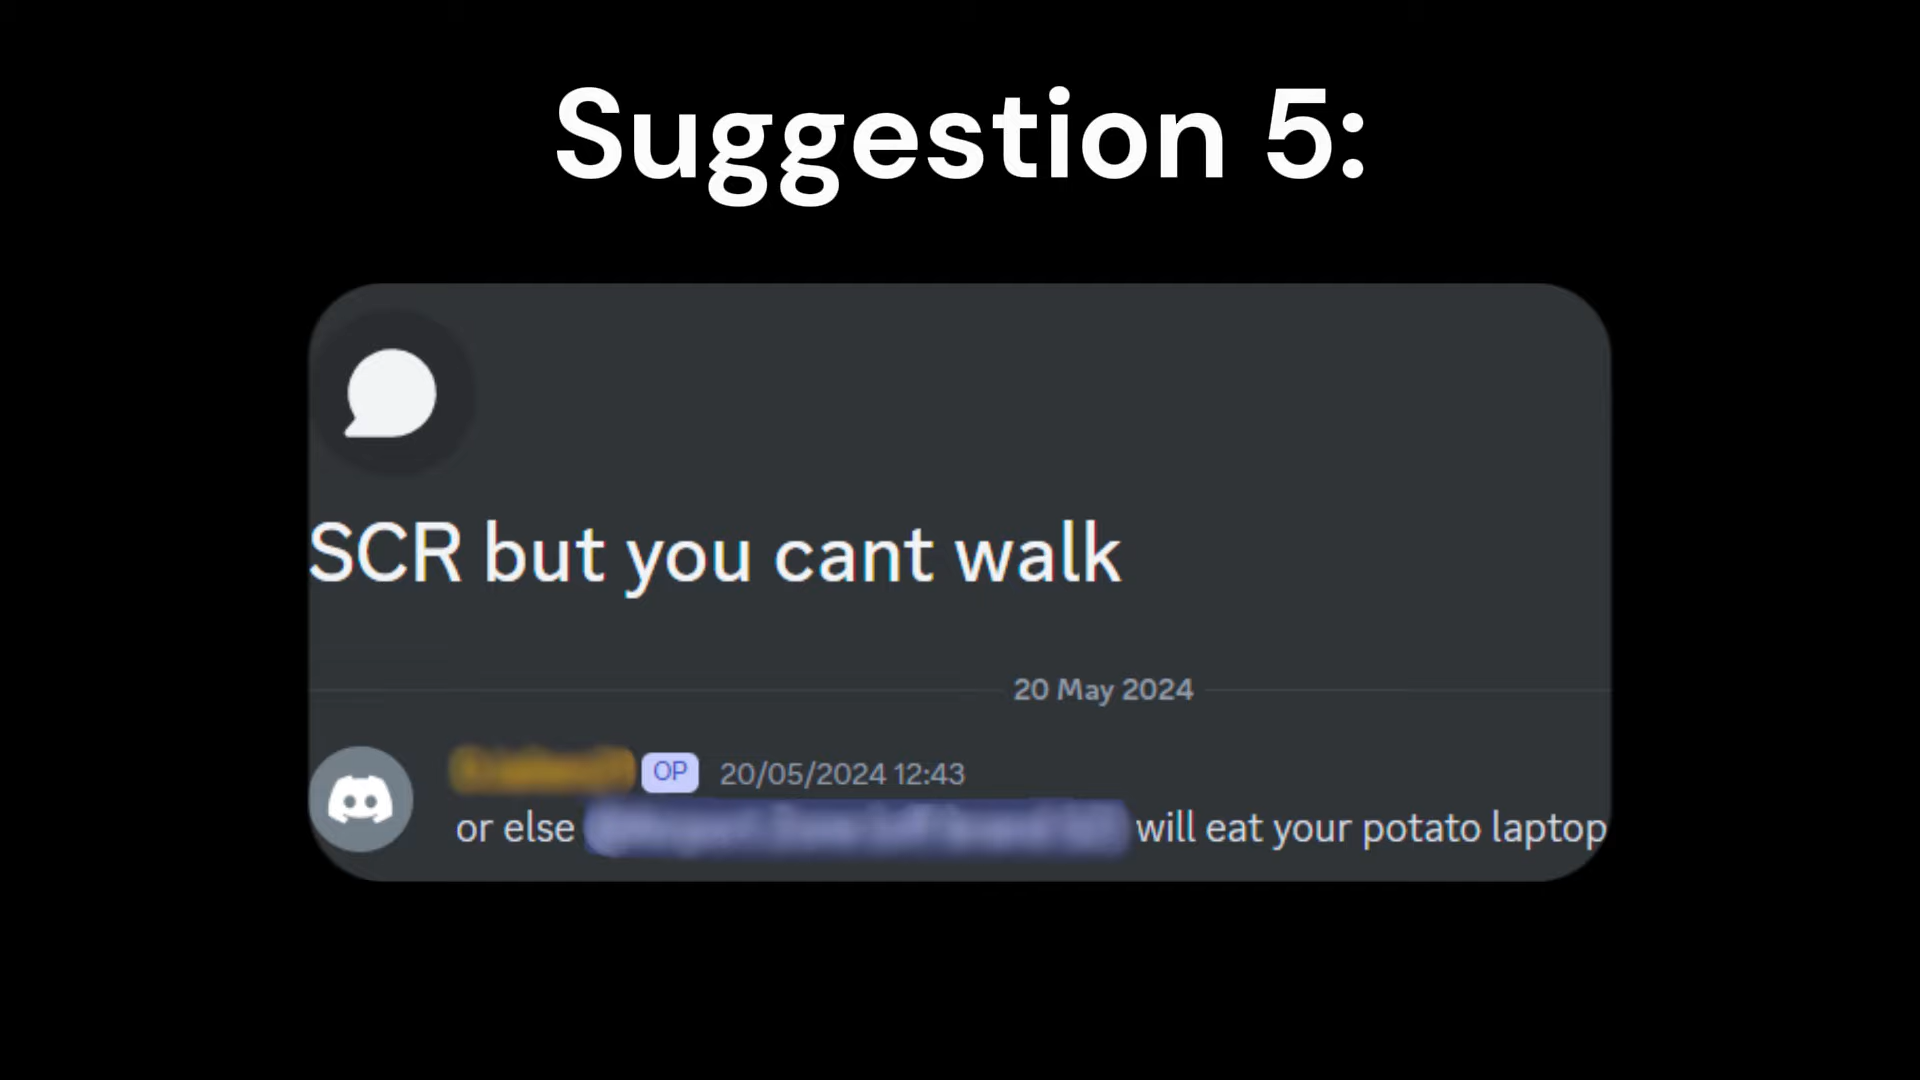 Suggestion 5:
SCR but you cant walk
20 May 2024
OP 20/05/2024 12:43
or else will eat your potato laptop